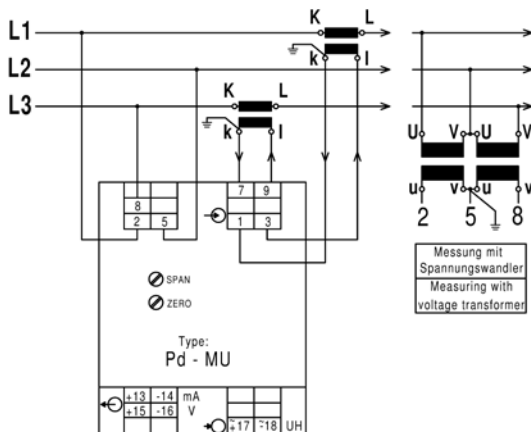 L1
K L
k l
L2
L3
K L
k l
U V U V
u v u v
2 5 8
7 9
8
2 5
1 3
Messung mit
Spannungswandler
Measuring with
voltage transformer
SPAN
ZERO
Type:
Pd - MU
+13 -14 mA
+15 -16 V
~+17 ~-18 UH